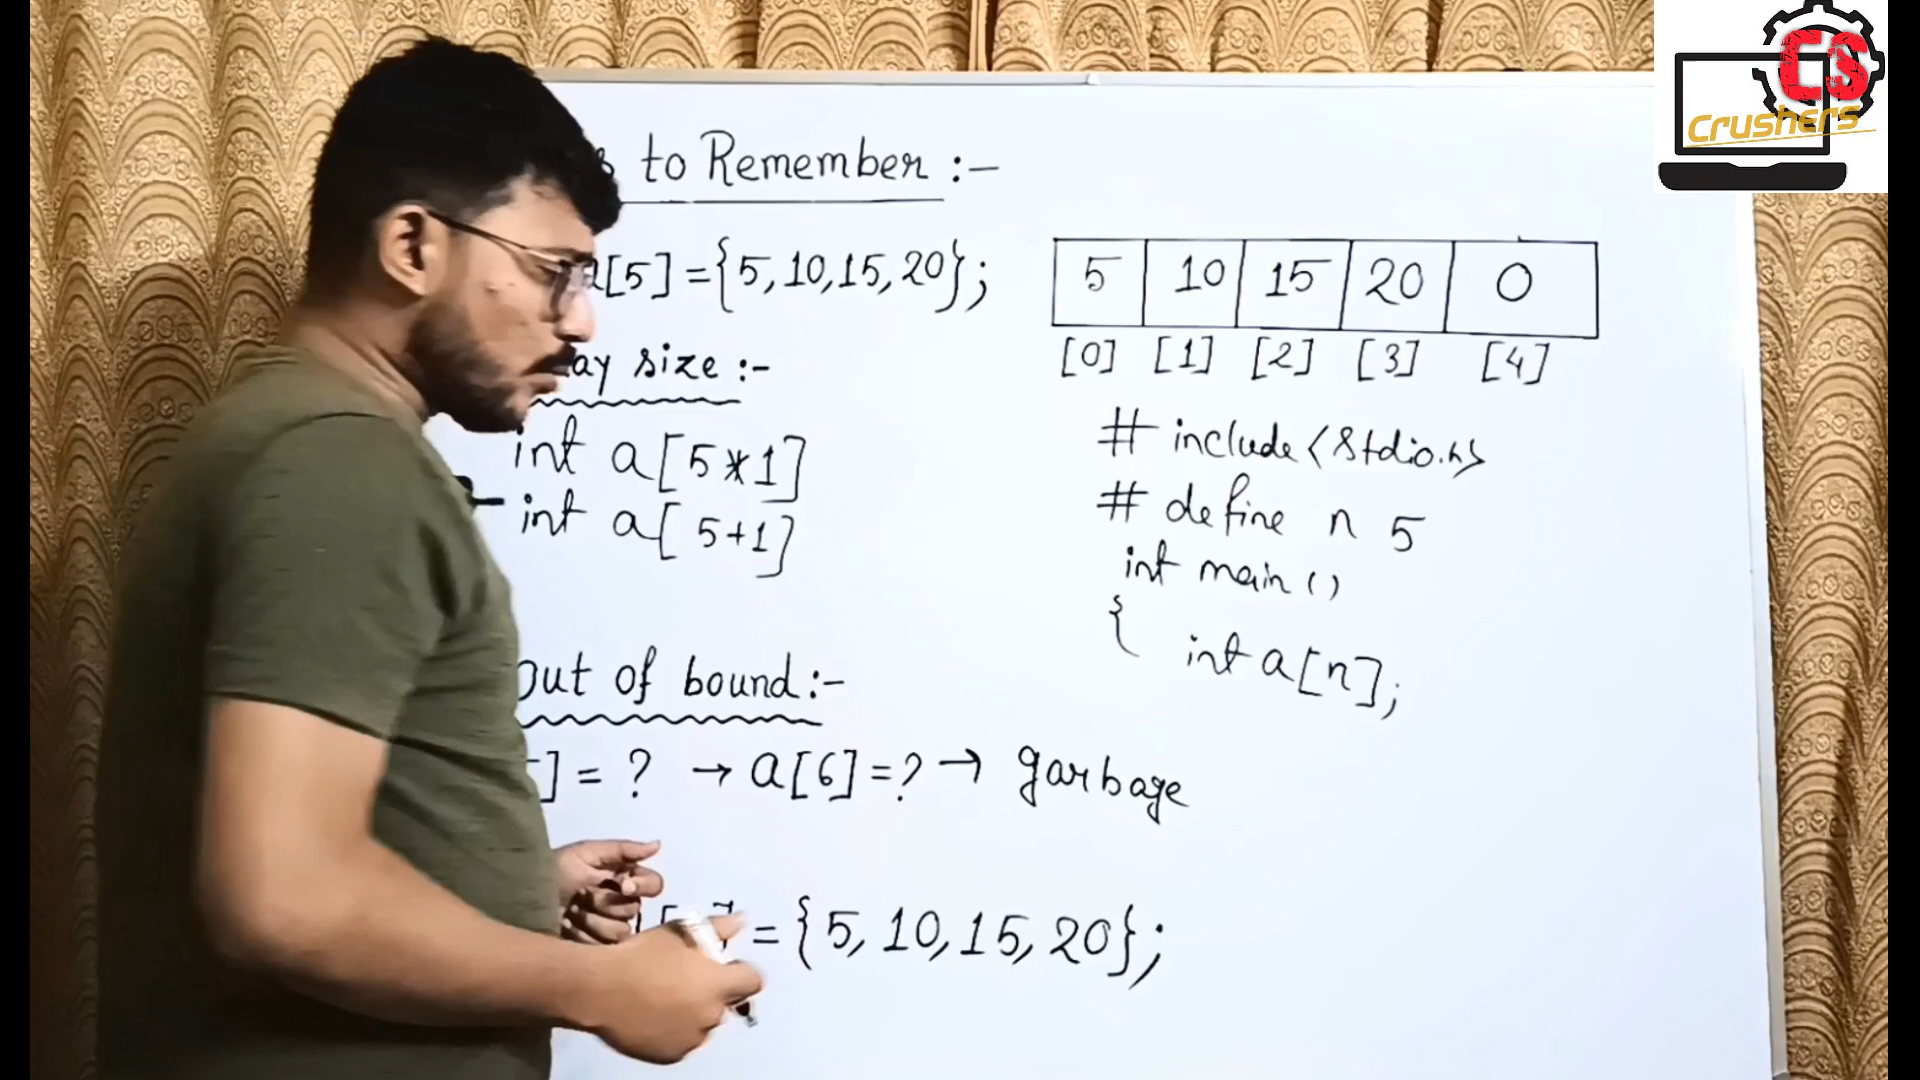 to Remember :-
a[5] = {5, 10, 15, 20};
5 10 15 20 0
[0] [1] [2] [3] [4]
size :-
int a[5*1]
int a[5+1]
# include <stdio.h>
# define n 5
int main ()
{
int a[n];
Out of bound :-
] = ? → a[6] = ? → garbage
= {5, 10, 15, 20};
CS
Crushers